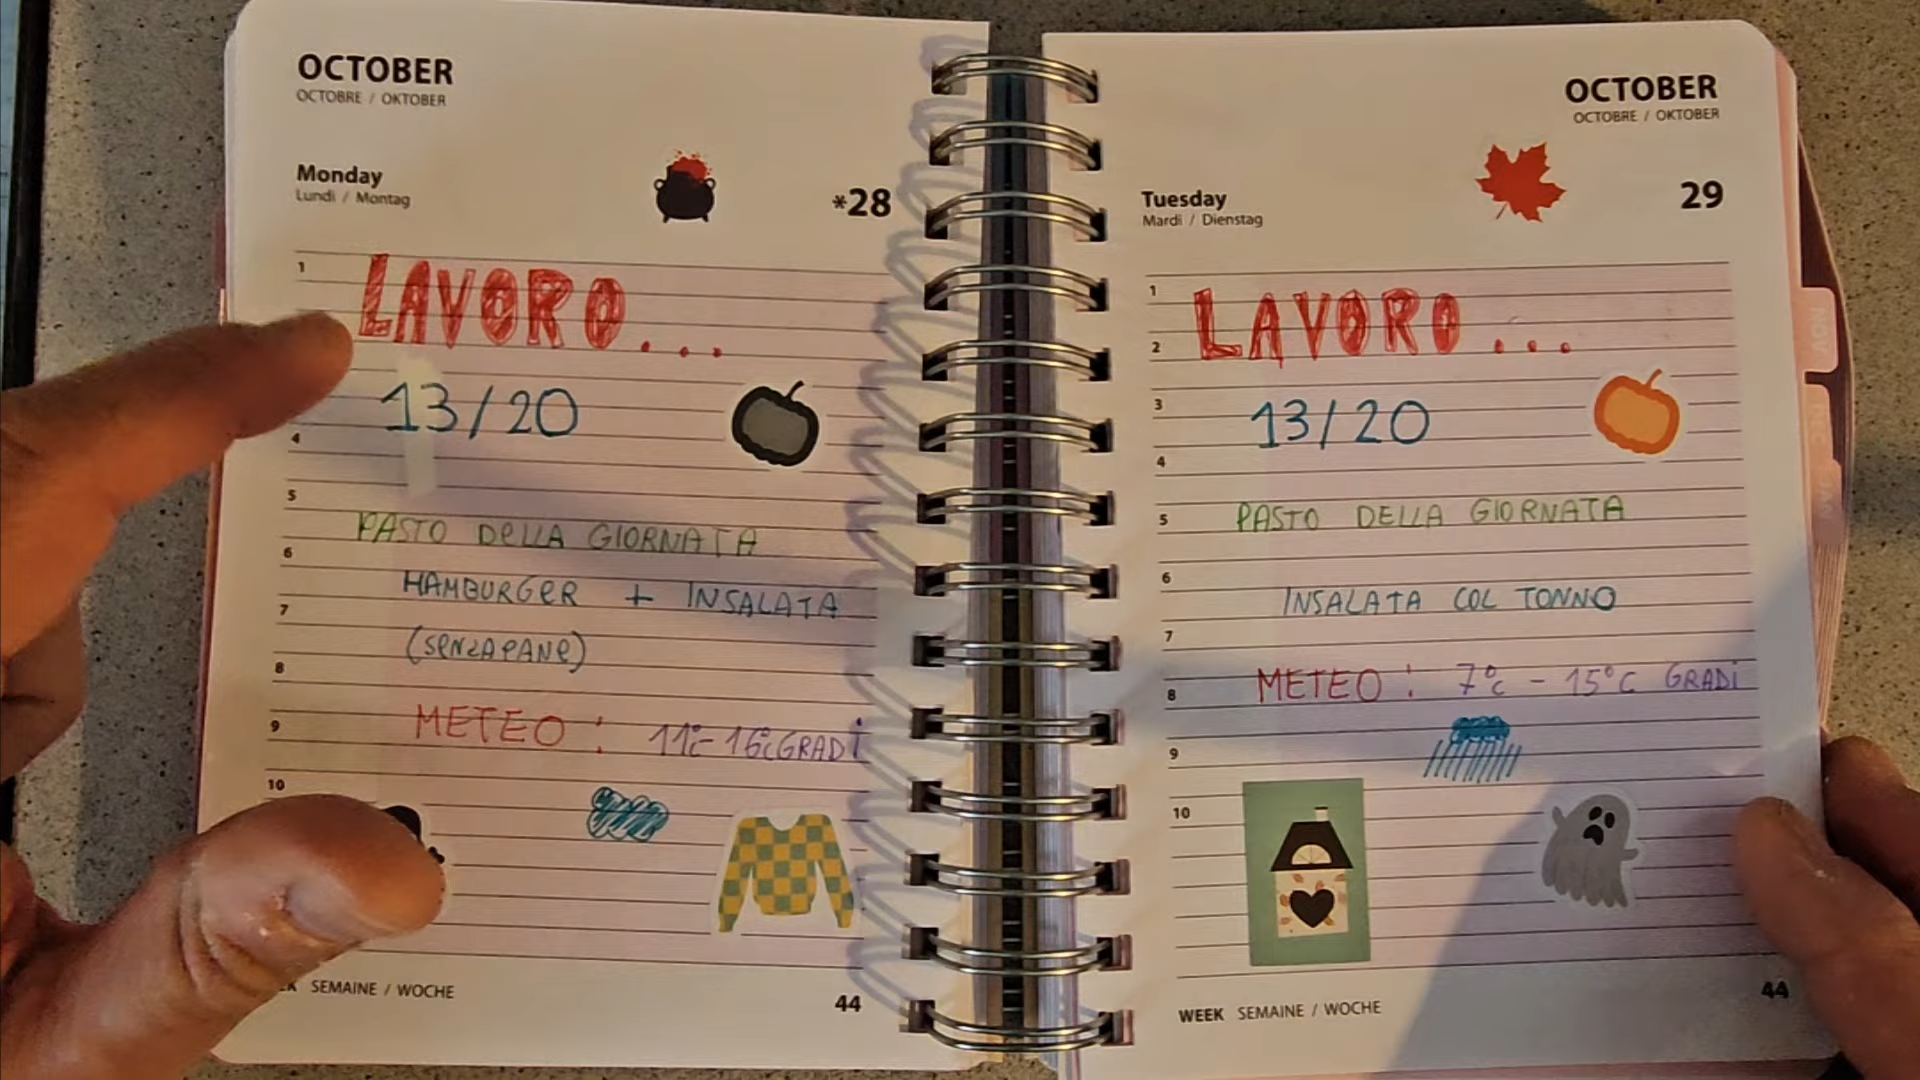 OCTOBER
OCTOBRE / OKTOBER
Monday
Lundi / Montag
*28
1
LAVORO...
13/20
4
5
PASTO DELLA GIORNATA
6
HAMBURGER + INSALATA
7
(SENZA PANE)
8
METEO : 11°C- 16°C GRADI
9
10
SEMAINE / WOCHE
44
OCTOBER
OCTOBRE / OKTOBER
Tuesday
Mardi / Dienstag
29
1
LAVORO...
2
3
13/20
4
5
PASTO DELLA GIORNATA
6
INSALATA COL TONNO
7
METEO : 7°C - 15°C GRADI
8
9
10
WEEK SEMAINE / WOCHE
44
NOV